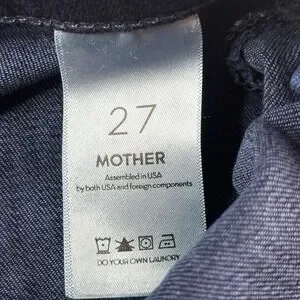 27
MOTHER
Assembled in USA
by both USA and foreign components
DO YOUR OWN LAUNDRY